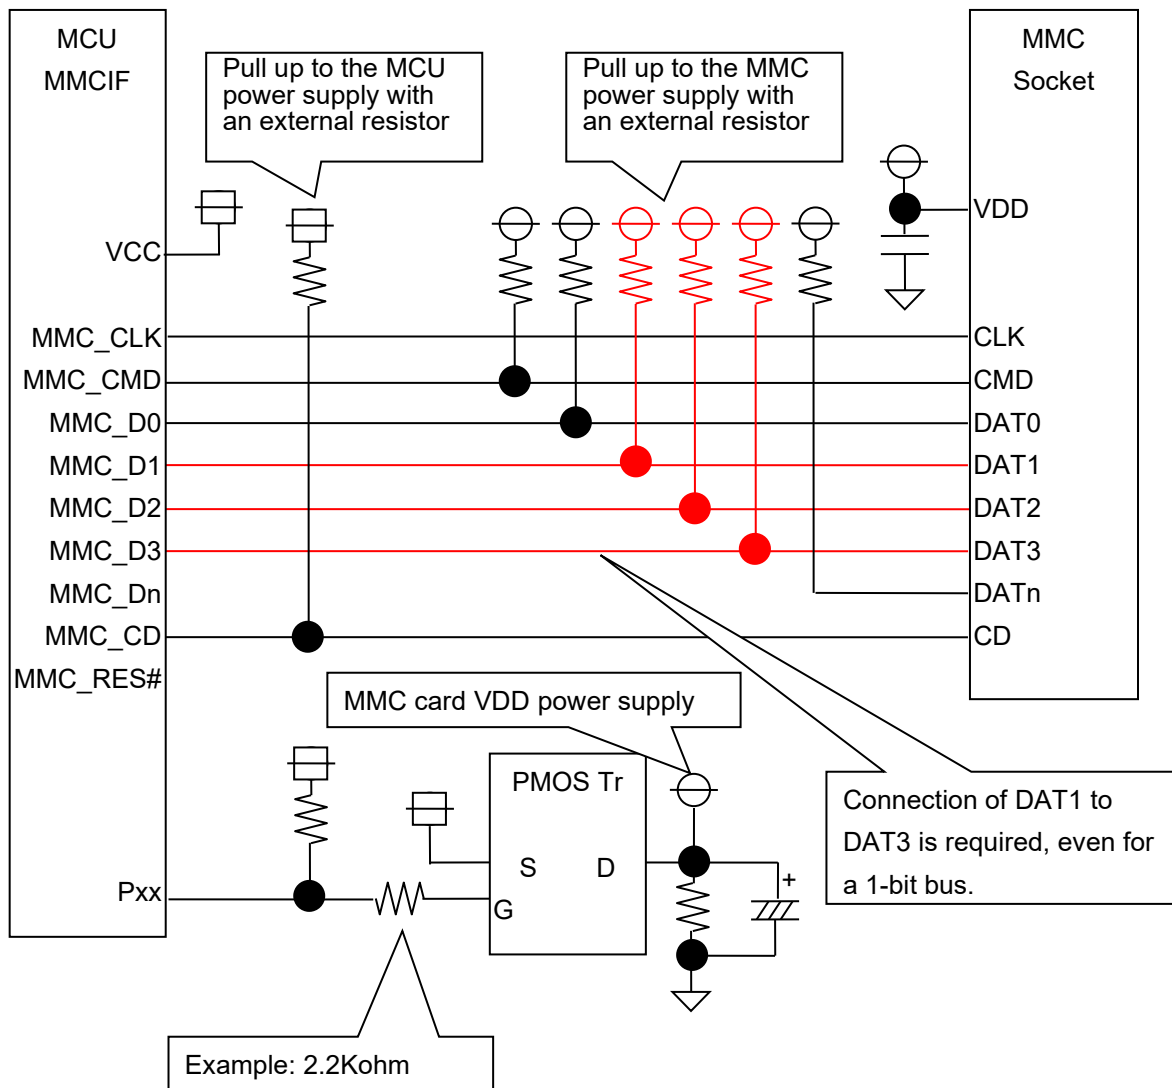 MCU
MMCIF
Pull up to the MCU
power supply with
an external resistor
Pull up to the MMC
power supply with
an external resistor
MMC
Socket
VCC
VDD
MMC_CLK
CLK
MMC_CMD
CMD
MMC_D0
DAT0
MMC_D1
DAT1
MMC_D2
DAT2
MMC_D3
DAT3
MMC_Dn
DATn
MMC_CD
CD
MMC_RES#
MMC card VDD power supply
PMOS Tr
S
D
G
+
Pxx
Connection of DAT1 to
DAT3 is required, even for
a 1-bit bus.
Example: 2.2Kohm